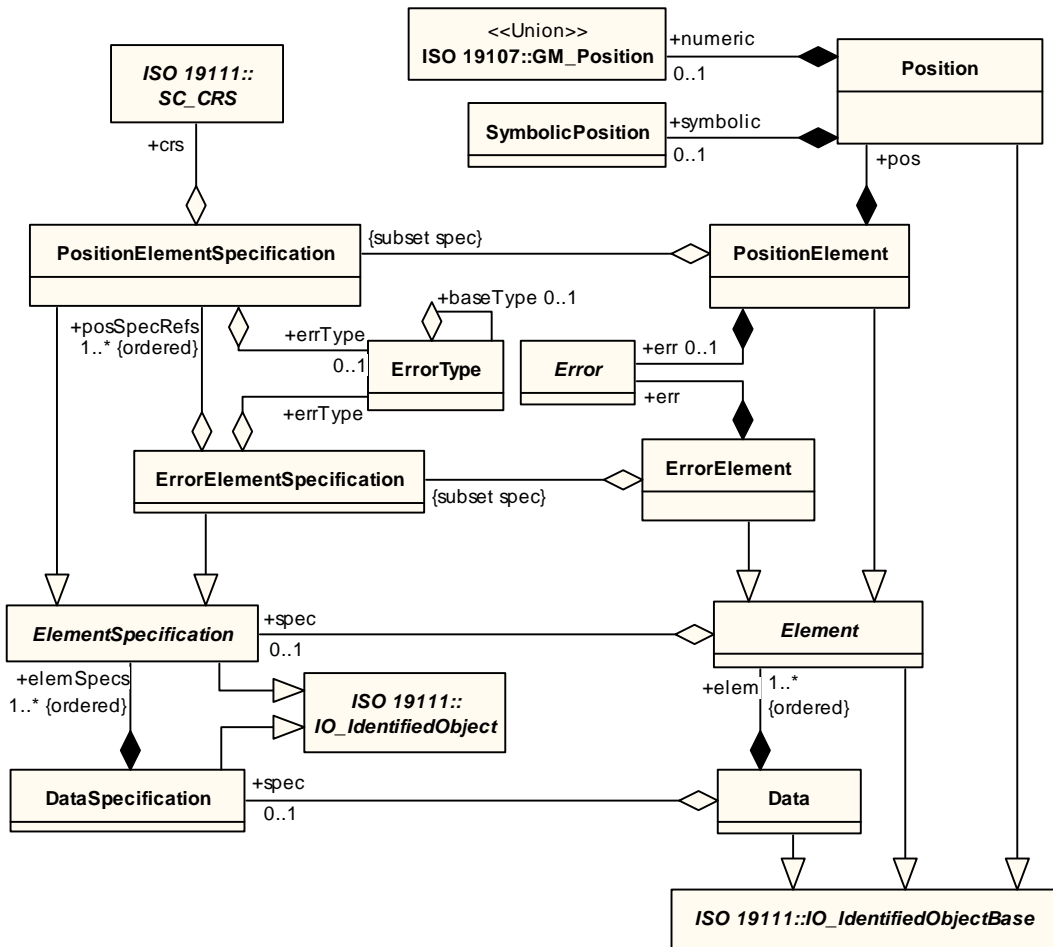 <<Union>>
ISO 19107::GM_Position
+numeric
0..1
Position
ISO 19111::
SC_CRS
SymbolicPosition
+symbolic
0..1
+crs
+pos
PositionElementSpecification
{subset spec}
PositionElement
+baseType 0..1
+posSpecRefs
1..* {ordered}
+errType
0..1
ErrorType
Error
+err 0..1
+err
+errType
ErrorElementSpecification
{subset spec}
ErrorElement
ElementSpecification
+spec
0..1
Element
+elemSpecs
1..* {ordered}
ISO 19111::
IO_IdentifiedObject
+elem
1..*
{ordered}
DataSpecification
+spec
0..1
Data
ISO 19111::IO_IdentifiedObjectBase